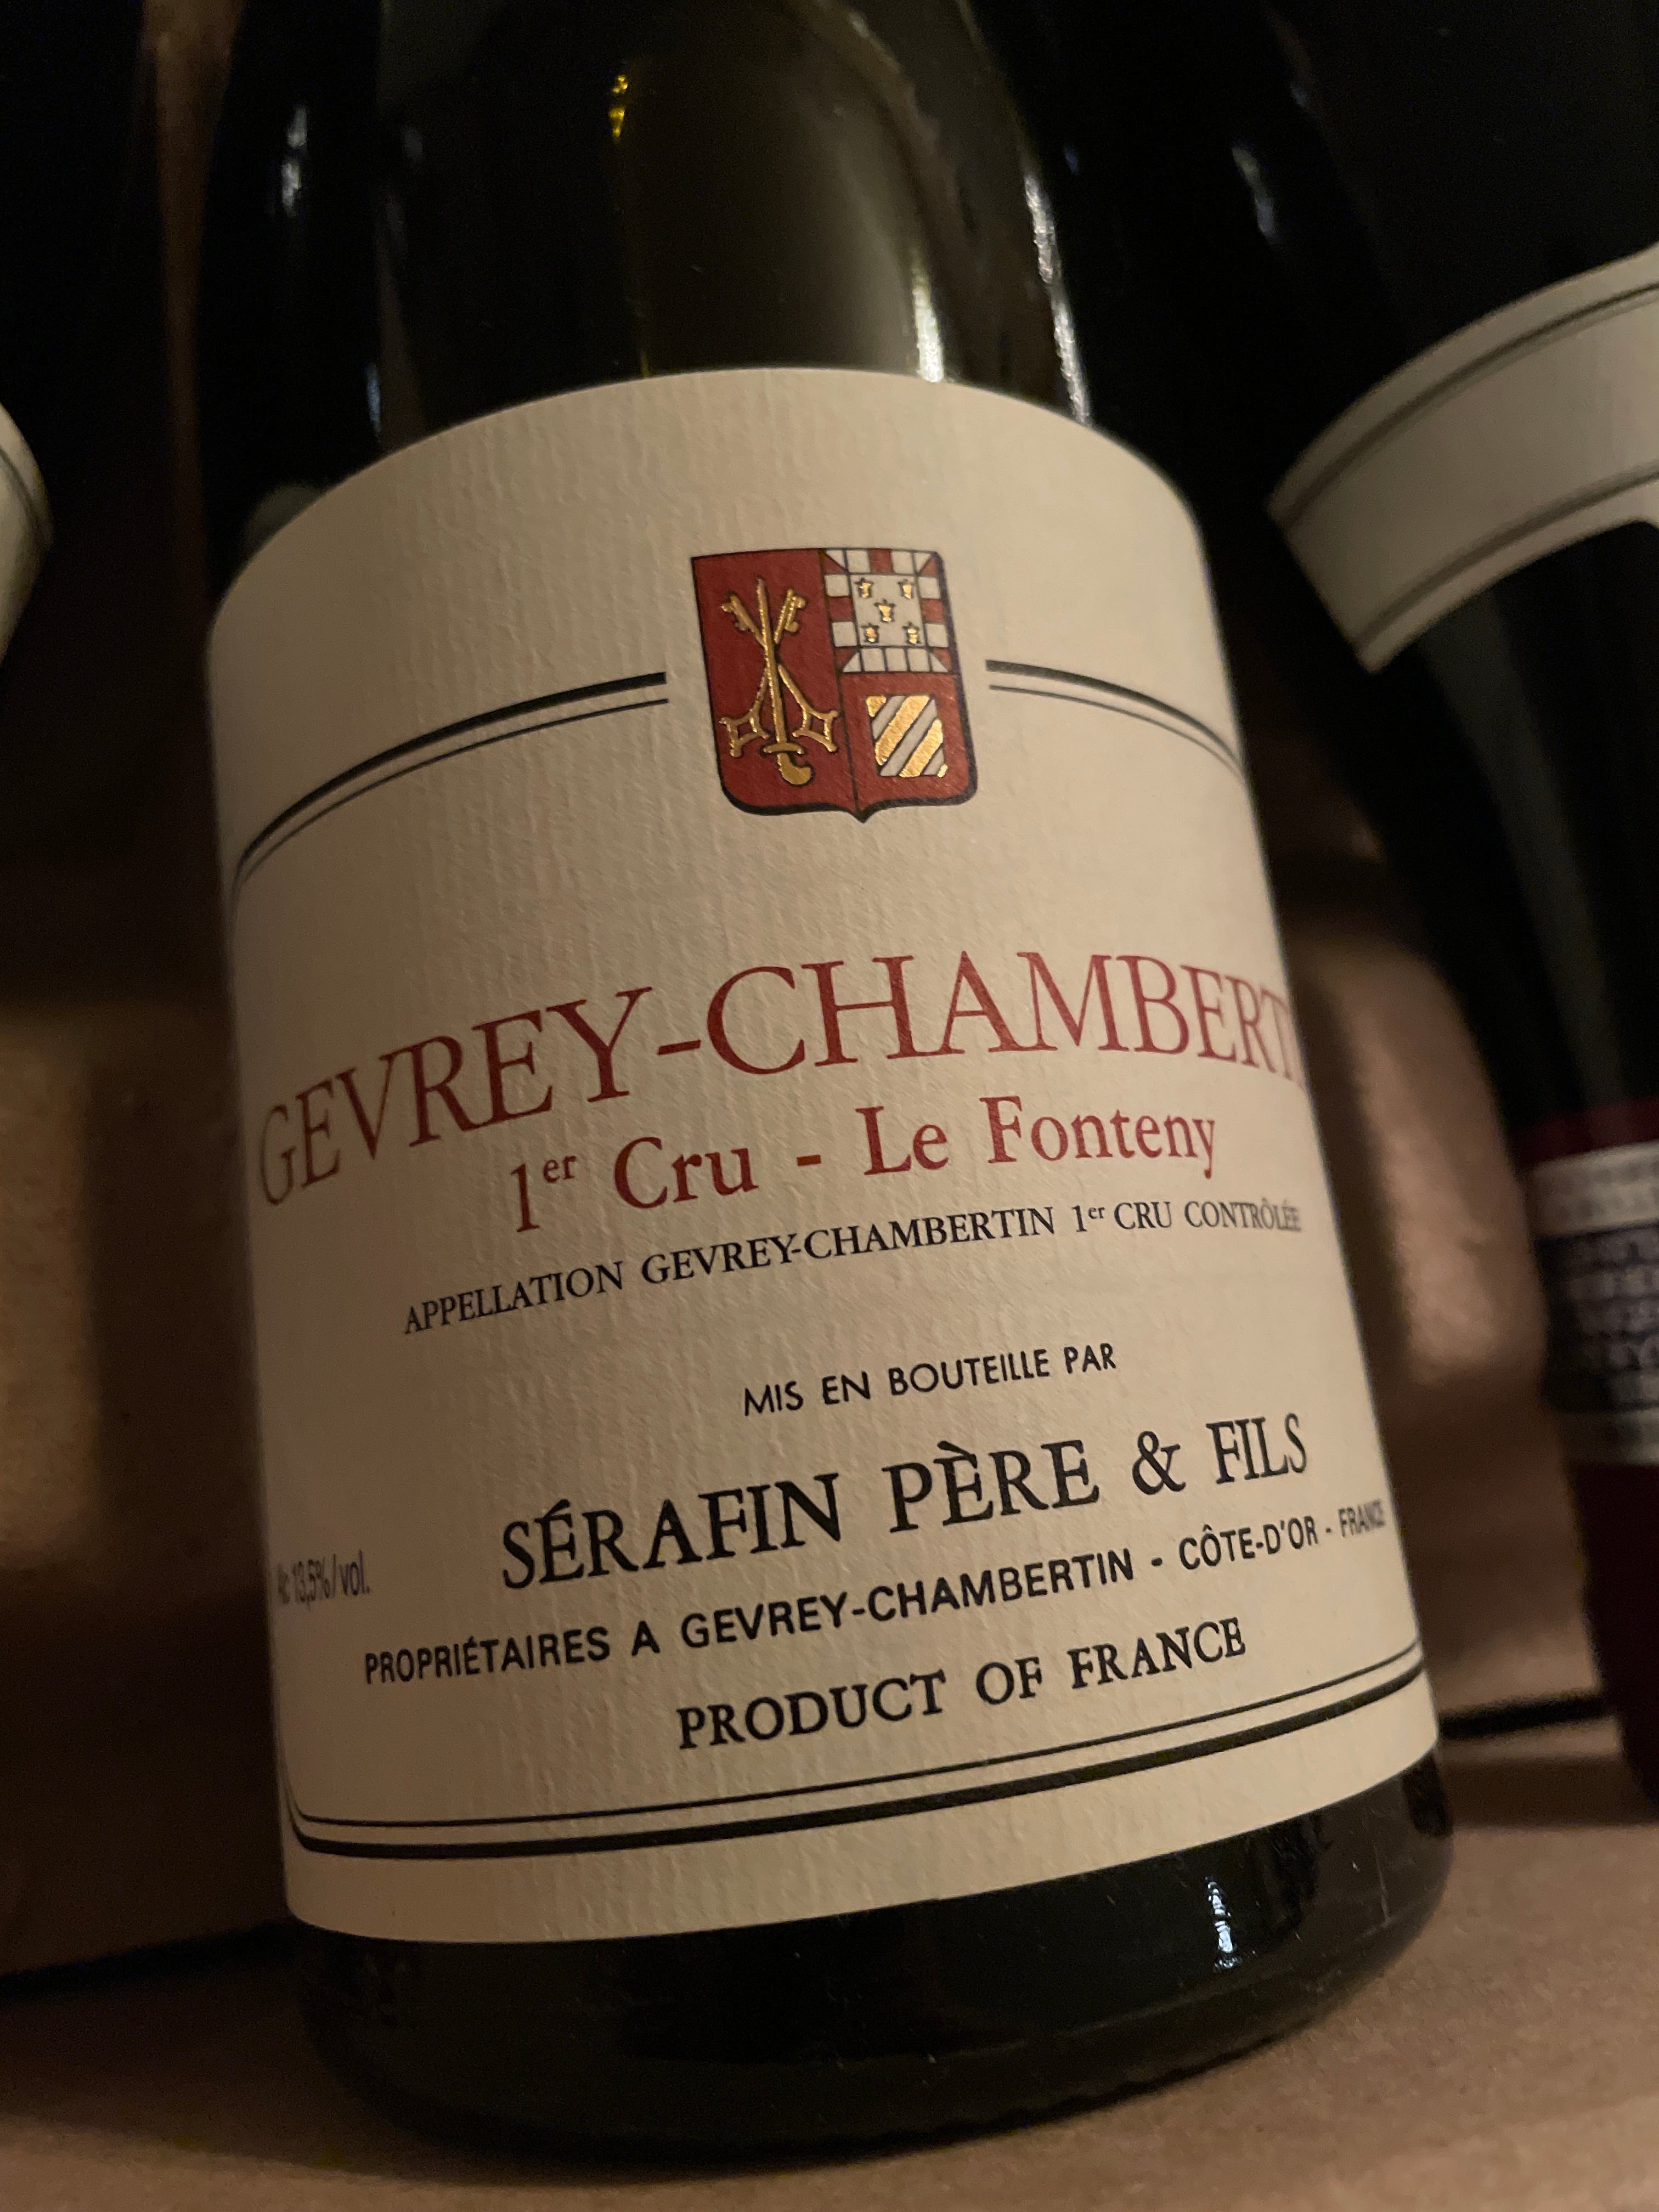 GEVREY-CHAMBERTI
1er Cru - Le Fonteny
APPELLATION GEVREY-CHAMBERTIN 1er CRU CONTRÔLÉE
MIS EN BOUTEILLE PAR
SÉRAFIN PÈRE & FILS
Alc 13,5%/vol.
PROPRIÉTAIRES A GEVREY-CHAMBERTIN - CÔTE-D'OR - FRANCE
PRODUCT OF FRANCE